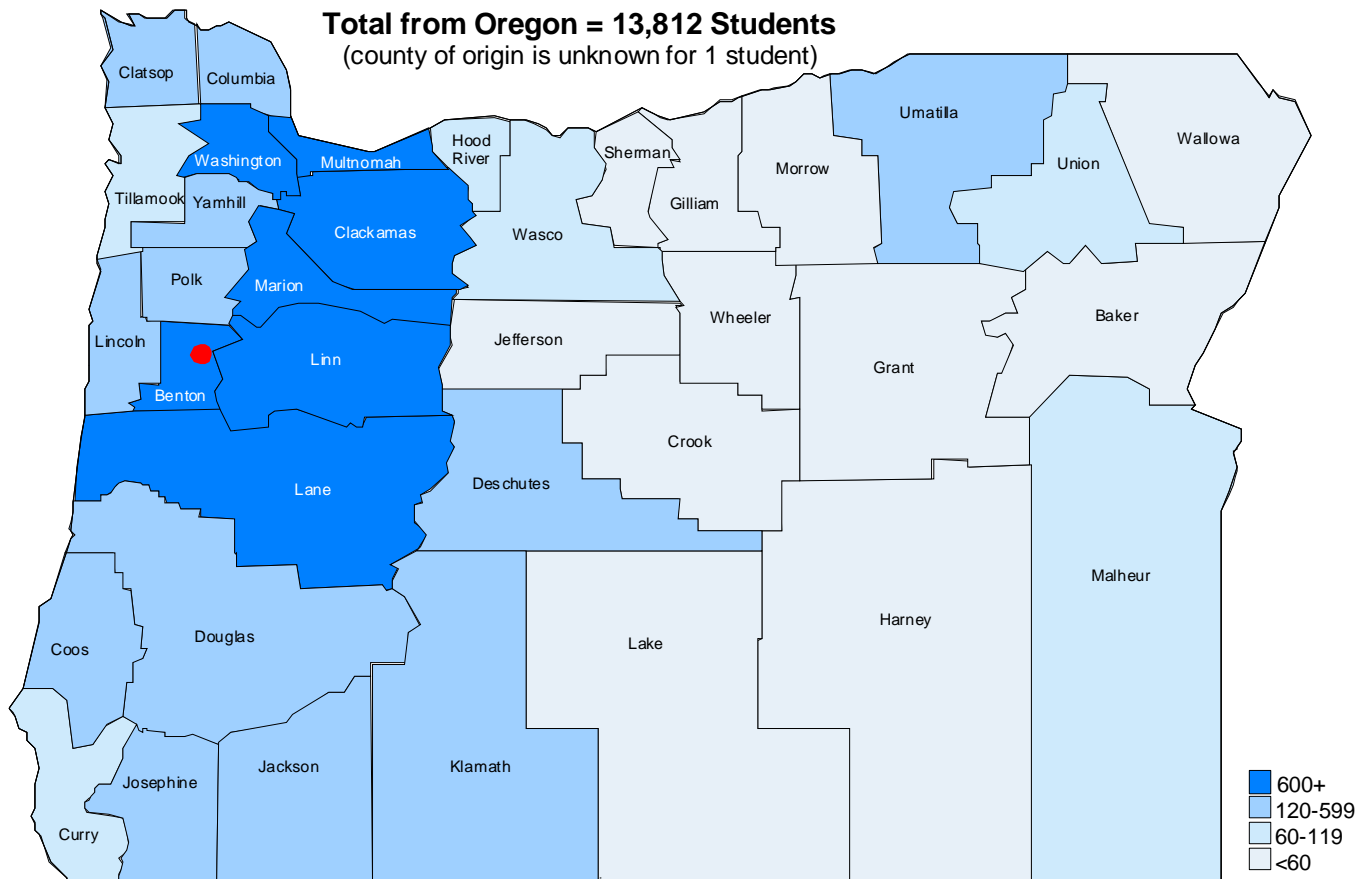 Total from Oregon = 13,812 Students
(county of origin is unknown for 1 student)
Clatsop
Columbia
Umatilla
Wallowa
Washington
Multnomah
Hood
River
Sherman
Morrow
Union
Tillamook
Yamhill
Gilliam
Clackamas
Wasco
Polk
Marion
Wheeler
Baker
Lincoln
Jefferson
Linn
Grant
Benton
Crook
Lane
Deschutes
Malheur
Harney
Douglas
Lake
Coos
Jackson
Klamath
Josephine
Curry
600+
120-599
60-119
<60